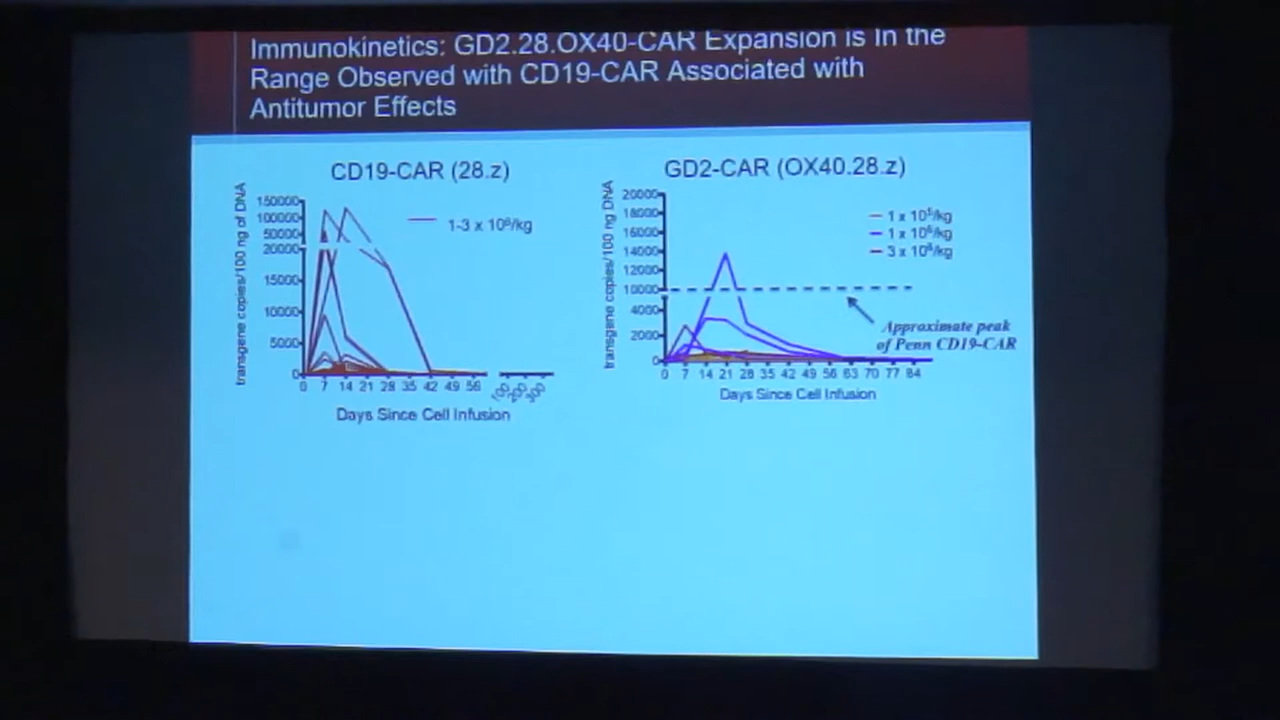 Immunokinetics: GD2.28.OX40-CAR Expansion is In the
Range Observed with CD19-CAR Associated with
Antitumor Effects
CD19-CAR (28.z)
transgene copies/100 ng of DNA
150000
100000
50000
20000
15000
10000
5000
0
1-3 x 10⁶/kg
0 7 14 21 28 35 42 49 56
Days Since Cell Infusion
GD2-CAR (OX40.28.z)
transgene copies/100 ng DNA
20000
18000
16000
14000
12000
10000
4000
2000
0
1 x 10⁵/kg
1 x 10⁶/kg
3 x 10⁶/kg
Approximate peak
of Penn CD19-CAR
0 7 14 21 28 35 42 49 56 63 70 77 84
Days Since Cell Infusion